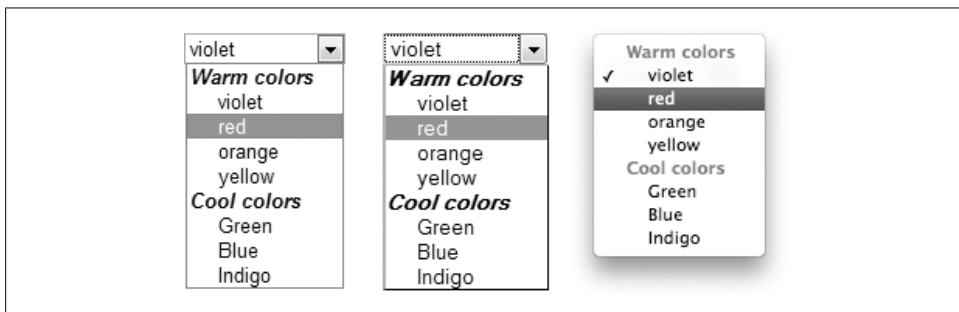 violet
Warm colors
violet
red
orange
yellow
Cool colors
Green
Blue
Indigo
violet
Warm colors
violet
red
orange
yellow
Cool colors
Green
Blue
Indigo
Warm colors
✓ violet
red
orange
yellow
Cool colors
Green
Blue
Indigo